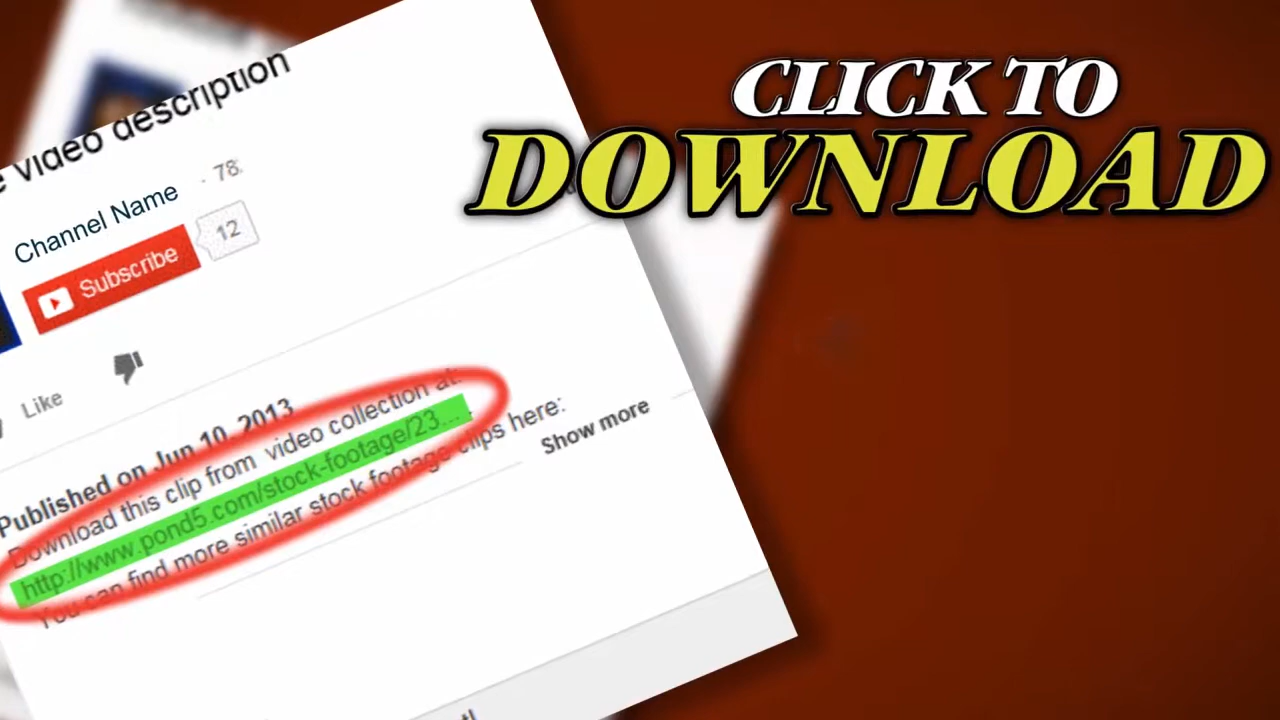 CLICK TO
DOWNLOAD
video description
Channel Name
Subscribe
12
Like
Published on Jun 10, 2013
Download this clip from video collection at:
http://www.pond5.com/stock-footage/23...
You can find more similar stock footage clips here:
Show more